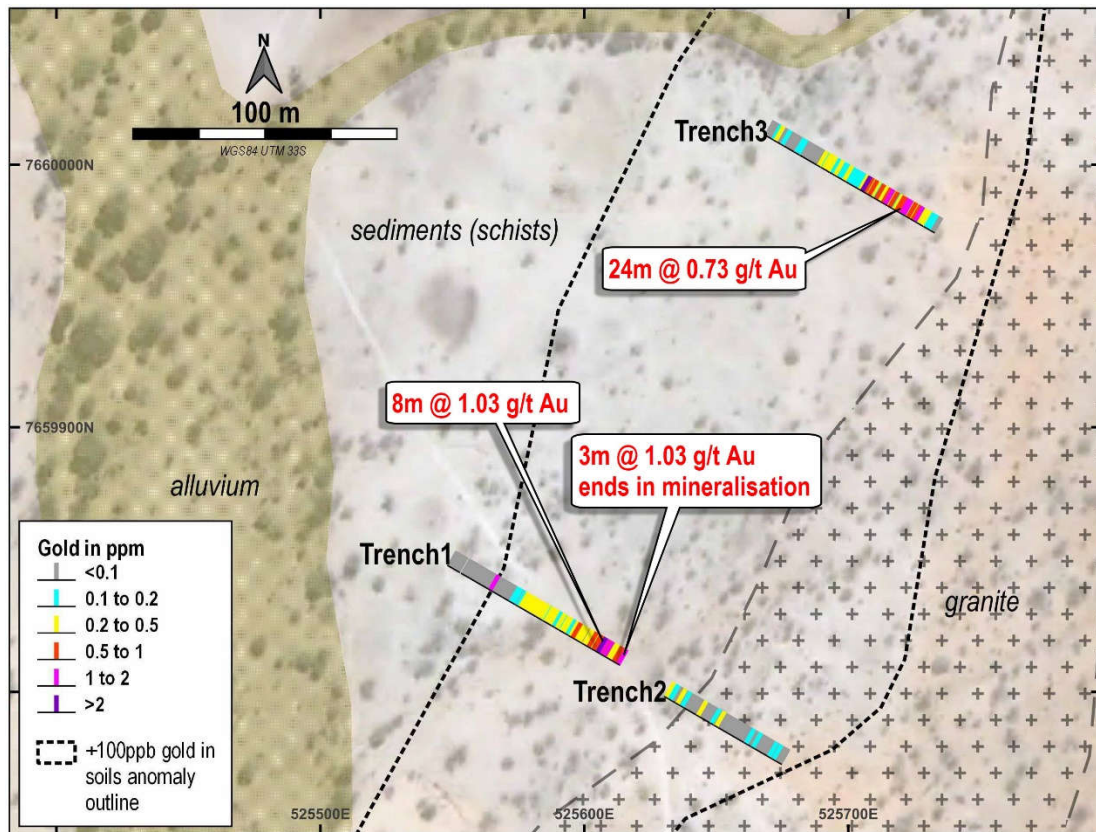 N
100 m
WGS84 UTM 33S
7660000N
Trench3
sediments (schists)
24m @ 0.73 g/t Au
8m @ 1.03 g/t Au
7659900N
3m @ 1.03 g/t Au
ends in mineralisation
alluvium
Trench1
granite
Trench2
Gold in ppm
<0.1
0.1 to 0.2
0.2 to 0.5
0.5 to 1
1 to 2
>2
+100ppb gold in
soils anomaly
outline
525500E
525600E
525700E